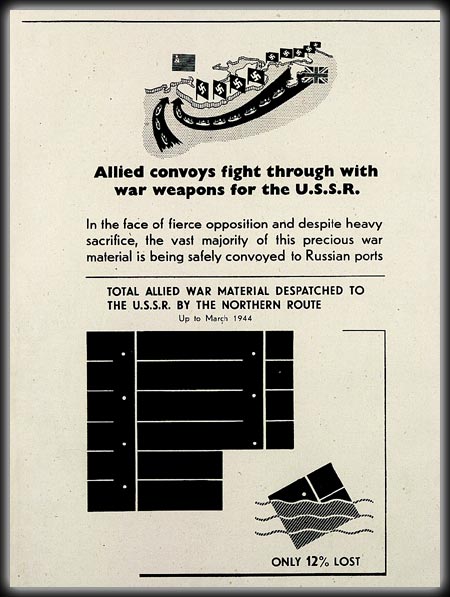 Allied convoys fight through with
war weapons for the U.S.S.R.
In the face of fierce opposition and despite heavy
sacrifice, the vast majority of this precious war
material is being safely convoyed to Russian ports
TOTAL ALLIED WAR MATERIAL DESPATCHED TO
THE U.S.S.R. BY THE NORTHERN ROUTE
Up to March 1944
ONLY 12% LOST